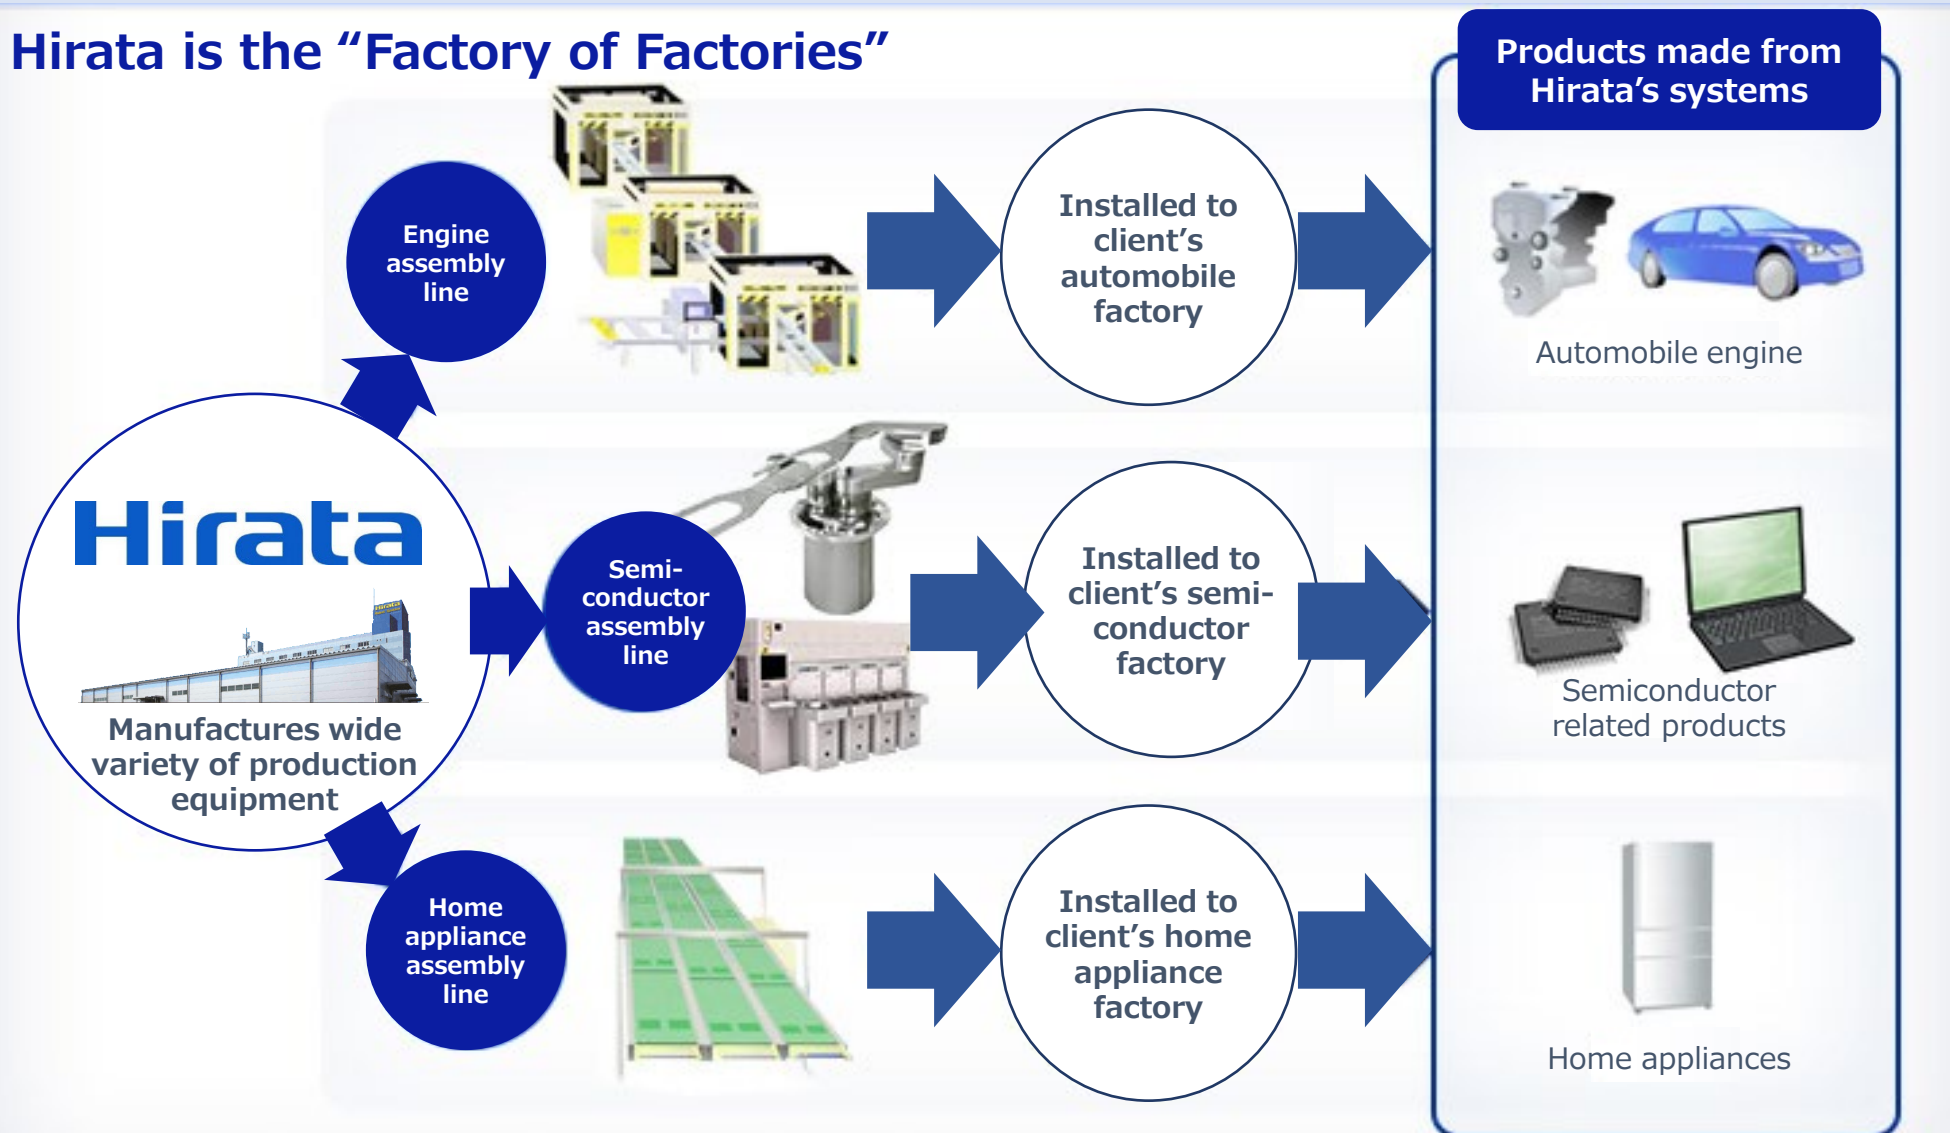 Hirata is the “Factory of Factories”
Products made from
Hirata’s systems
Engine
assembly
line
Installed to
client’s
automobile
factory
Automobile engine
Hirata
Hirata
Manufactures wide
variety of production
equipment
Semi-
conductor
assembly
line
Installed to
client’s semi-
conductor
factory
Semiconductor
related products
Home
appliance
assembly
line
Installed to
client’s home
appliance
factory
Home appliances